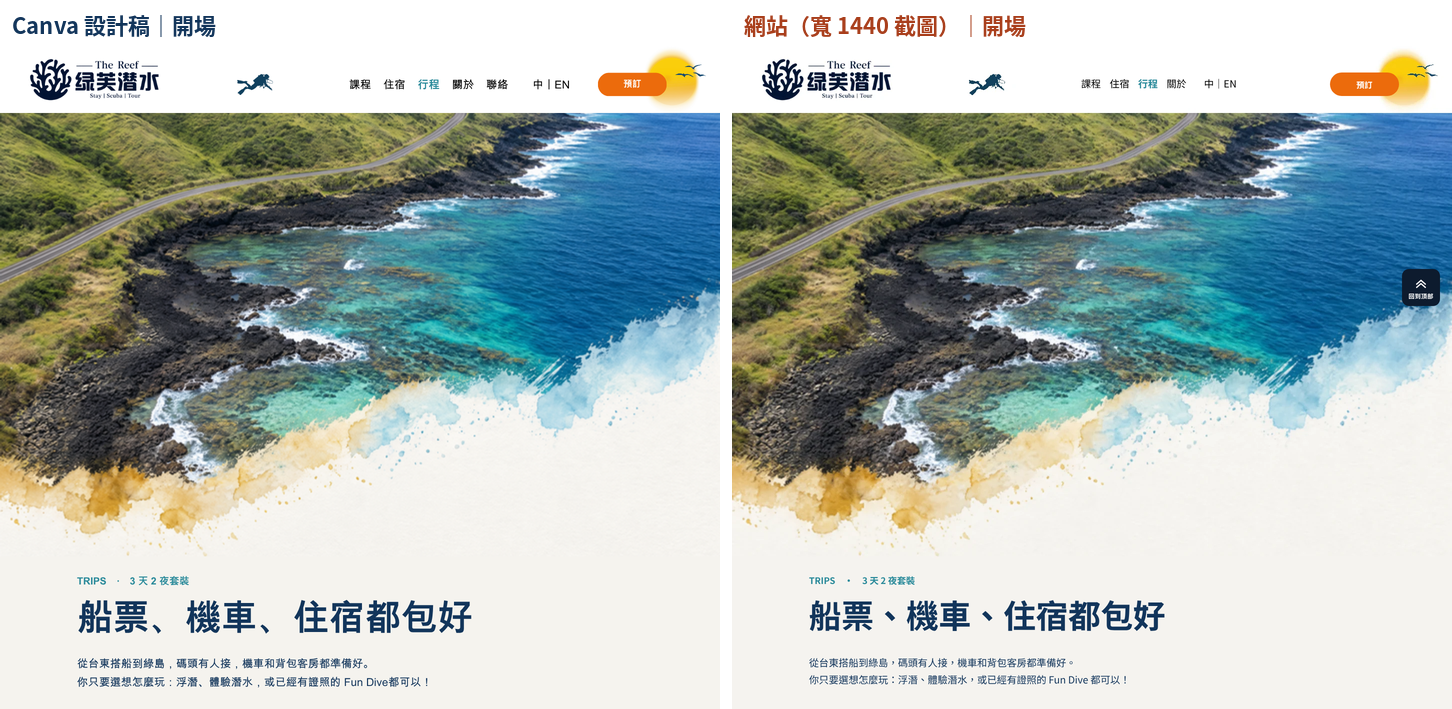 Canva 設計稿｜開場
The Reef
绿芙潜水
Stay | Scuba | Tour
課程 住宿 行程 關於 聯絡 中 | EN
預訂
TRIPS · 3 天 2 夜套裝
船票、機車、住宿都包好
從台東搭船到綠島，碼頭有人接，機車和背包客房都準備好。
你只要選想怎麼玩：浮潛、體驗潛水，或已經有證照的 Fun Dive都可以！
網站（寬 1440 截圖）｜開場
The Reef
绿芙潜水
Stay | Scuba | Tour
課程 住宿 行程 關於 中 | EN
預訂
回到頂部
TRIPS · 3 天 2 夜套裝
船票、機車、住宿都包好
從台東搭船到綠島，碼頭有人接，機車和背包客房都準備好。
你只要選想怎麼玩：浮潛、體驗潛水，或已經有證照的 Fun Dive 都可以！